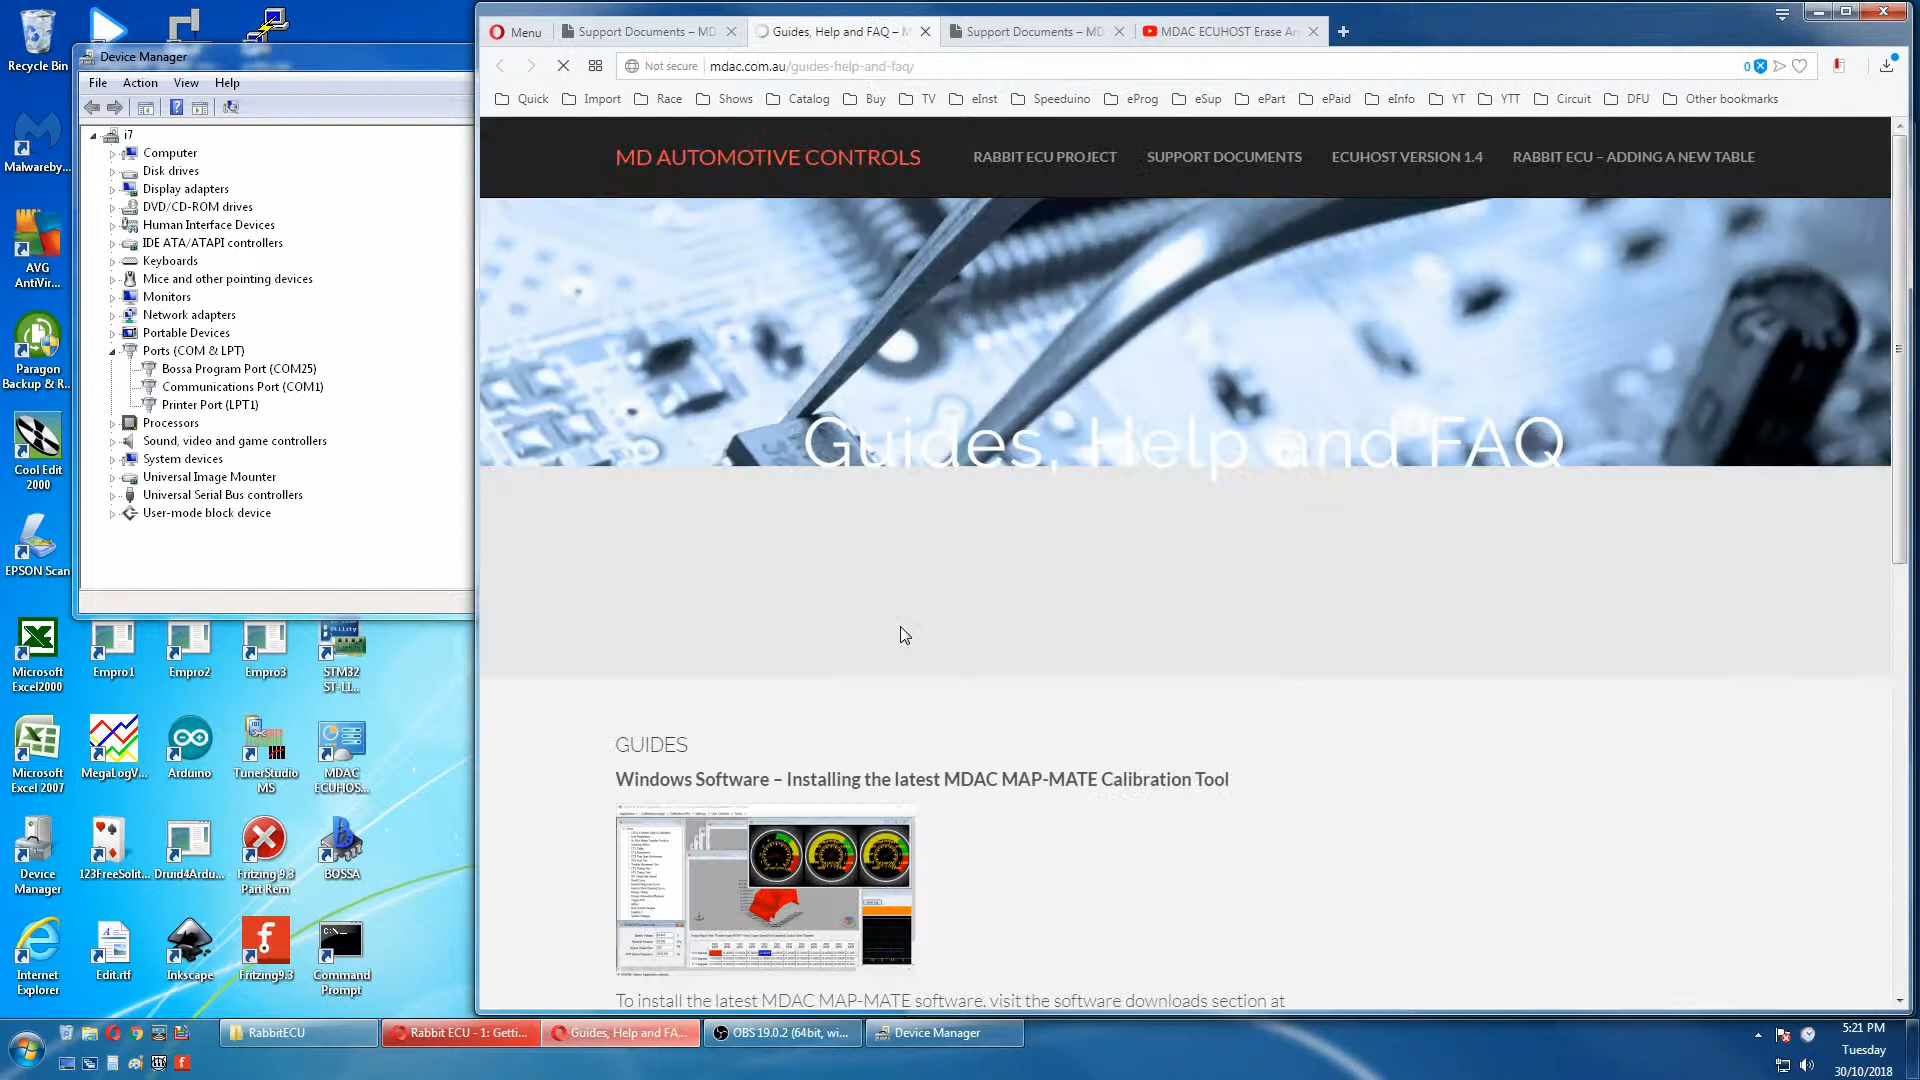 Recycle Bin
Malwareby...
AVG
AntiVir...
Paragon
Backup & R...
Cool Edit
2000
EPSON Scan
Microsoft
Excel2000
Empro1
Empro2
Empro3
STM32
ST-LI...
Microsoft
Excel 2007
MegaLogV...
Arduino
TunerStudio
MS
MDAC
ECUHOS...
Device
Manager
123FreeSolit...
Druid4Ardu...
Fritzing 9.3
Part Rem
BOSSA
Internet
Explorer
Edit.rtf
Inkscape
Fritzing9.3
Command
Prompt
Device Manager
File Action View Help
i7
Computer
Disk drives
Display adapters
DVD/CD-ROM drives
Human Interface Devices
IDE ATA/ATAPI controllers
Keyboards
Mice and other pointing devices
Monitors
Network adapters
Portable Devices
Ports (COM & LPT)
Bossa Program Port (COM25)
Communications Port (COM1)
Printer Port (LPT1)
Processors
Sound, video and game controllers
System devices
Universal Image Mounter
Universal Serial Bus controllers
User-mode block device
Menu Support Documents – MD Guides, Help and FAQ – M Support Documents – MD MDAC ECUHOST Erase An
Not secure mdac.com.au/guides-help-and-faq/ 0
Quick Import Race Shows Catalog Buy TV eInst Speeduino eProg eSup ePart ePaid eInfo YT YTT Circuit DFU Other bookmarks
MD AUTOMOTIVE CONTROLS RABBIT ECU PROJECT SUPPORT DOCUMENTS ECUHOST VERSION 1.4 RABBIT ECU – ADDING A NEW TABLE
Guides, Help and FAQ
GUIDES
Windows Software – Installing the latest MDAC MAP-MATE Calibration Tool
To install the latest MDAC MAP-MATE software, visit the software downloads section at
RabbitECU Rabbit ECU - 1: Getti... Guides, Help and FA... OBS 19.0.2 (64bit, wi... Device Manager
5:21 PM
Tuesday
30/10/2018